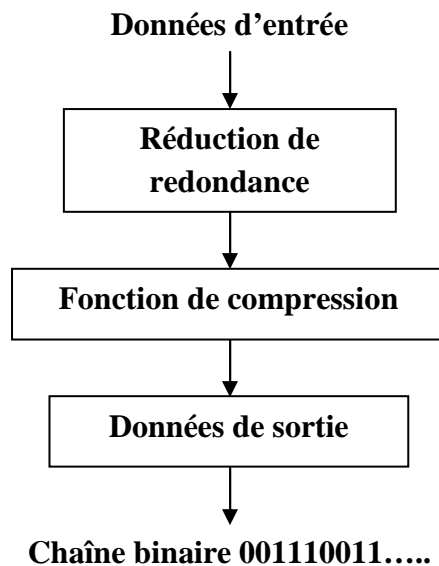 Données d’entrée
Réduction de
redondance
Fonction de compression
Données de sortie
Chaîne binaire 001110011…..